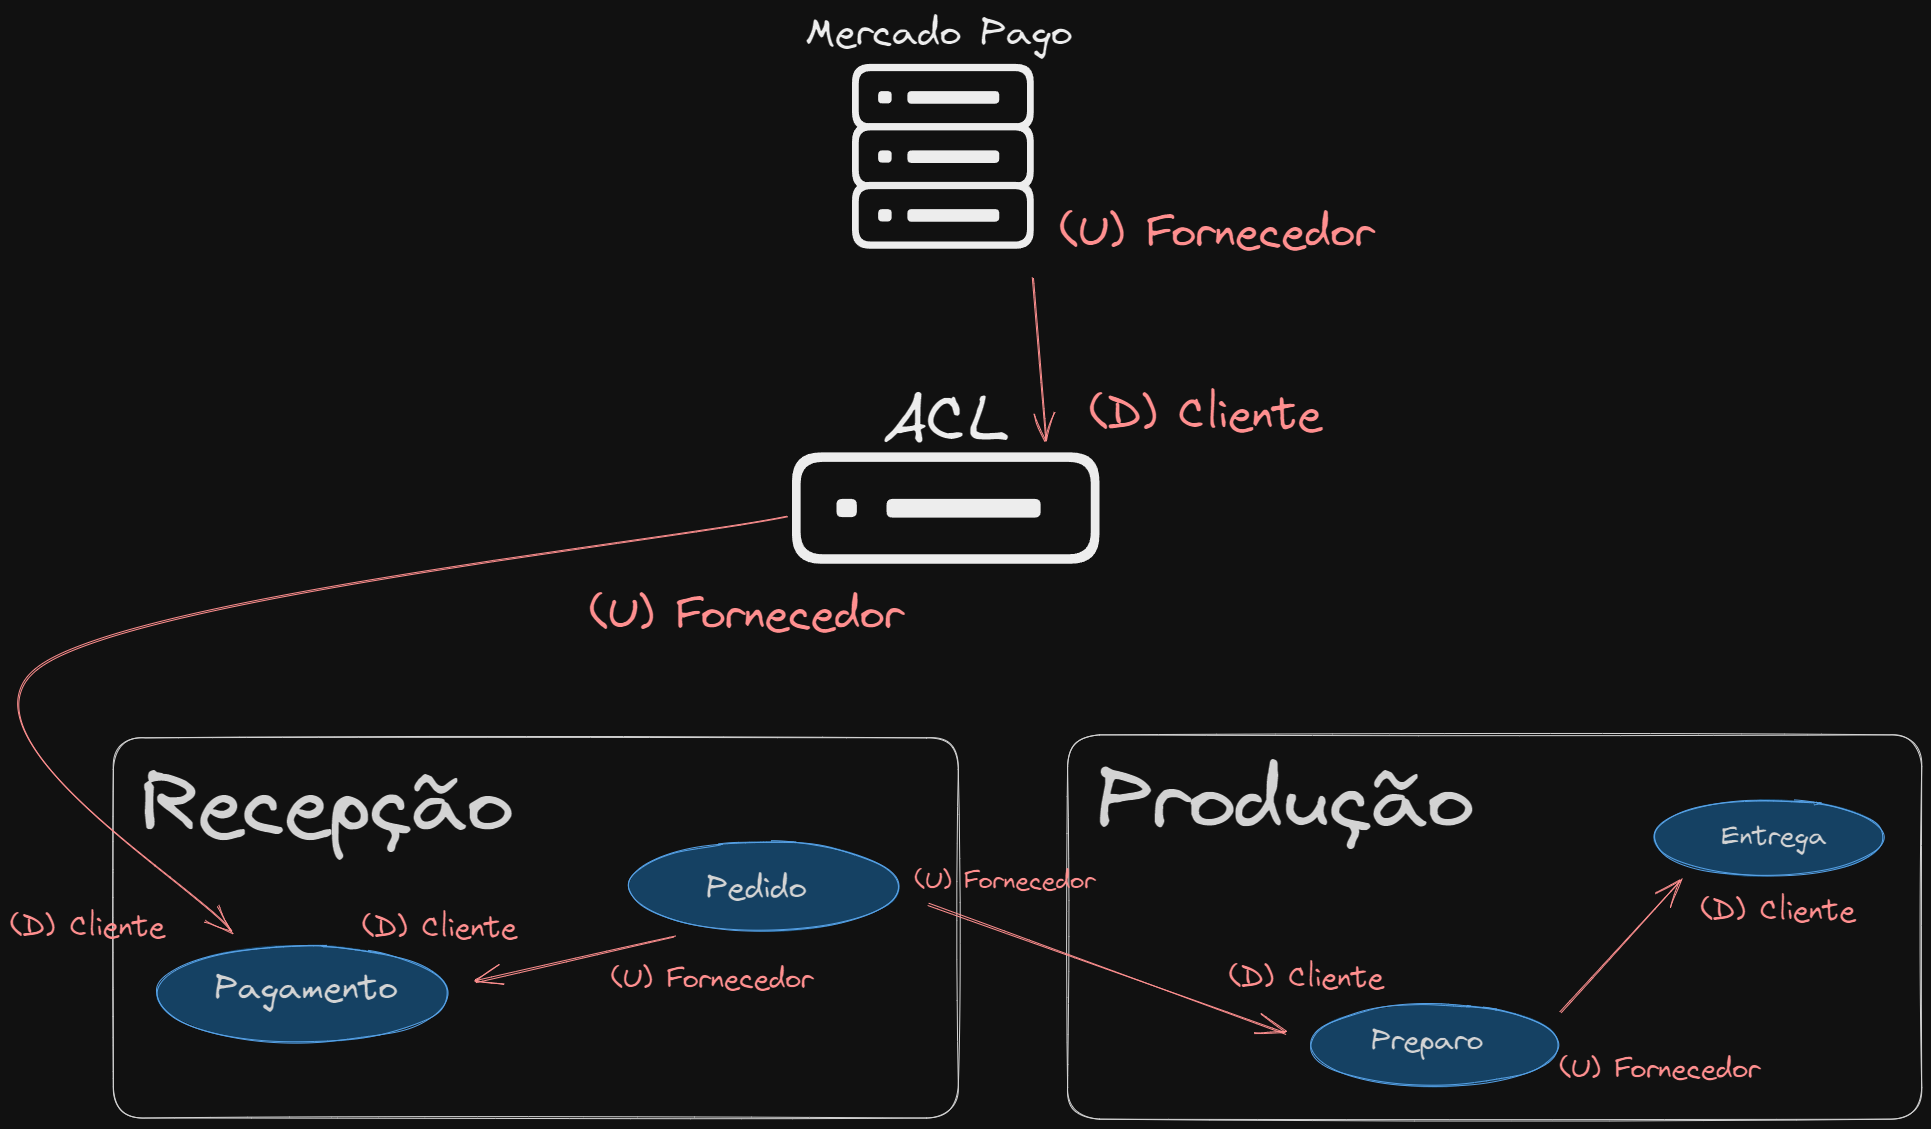 Mercado Pago
(U) Fornecedor
ACL
(D) Cliente
(U) Fornecedor
Recepção
Pedido
(U) Fornecedor
(D) Cliente
(D) Cliente
Pagamento
(U) Fornecedor
Produção
Entrega
(D) Cliente
(D) Cliente
Preparo
(U) Fornecedor